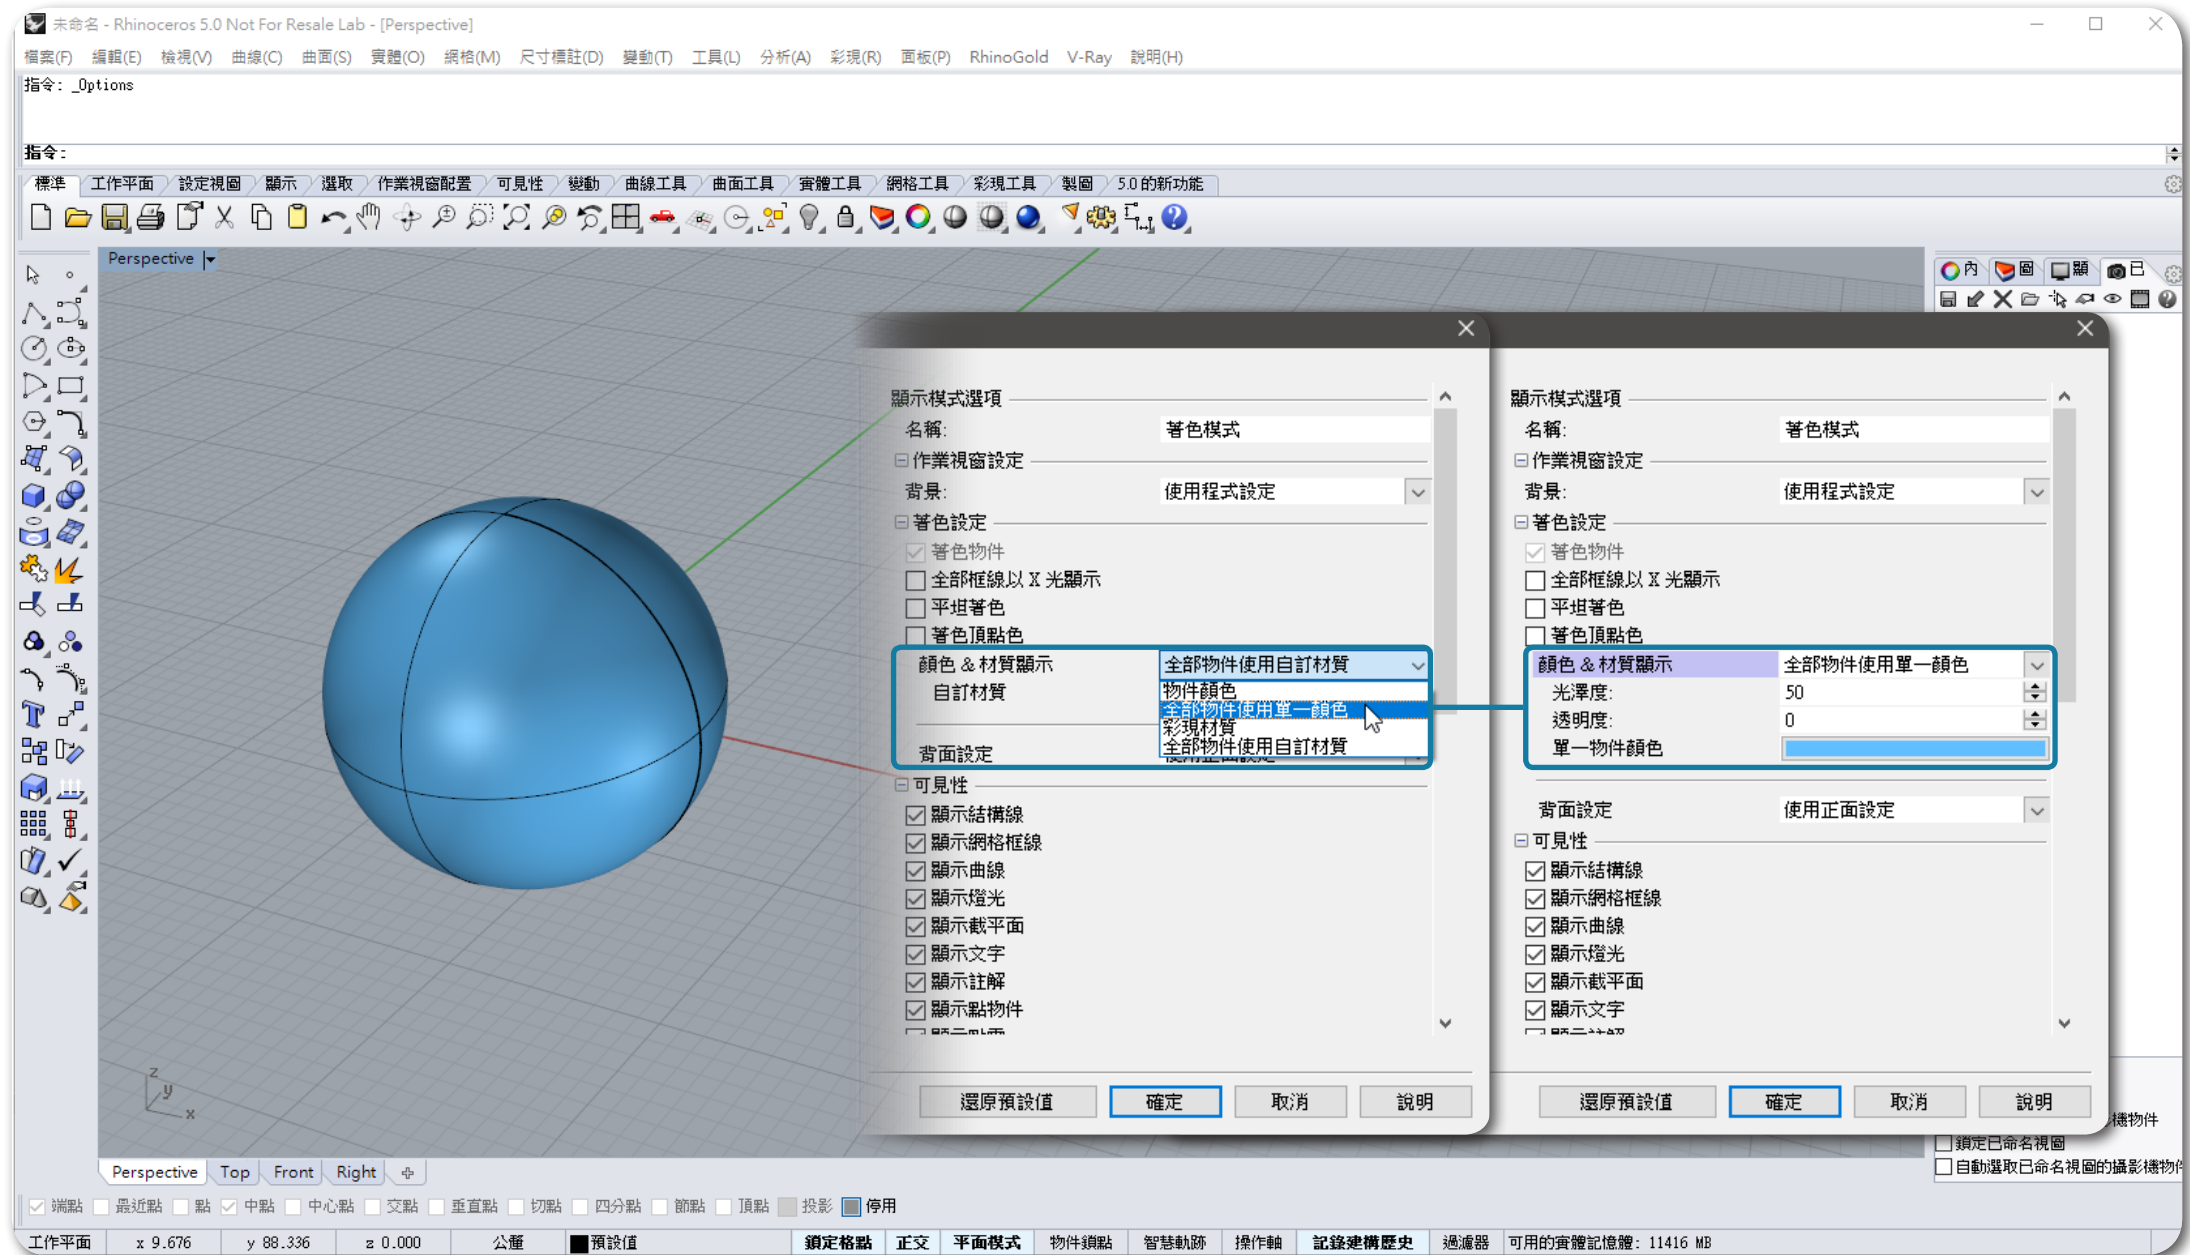 未命名 - Rhinoceros 5.0 Not For Resale Lab - [Perspective]
檔案(F) 編輯(E) 檢視(V) 曲線(C) 曲面(S) 實體(O) 網格(M) 尺寸標註(D) 變動(T) 工具(L) 分析(A) 彩現(R) 面板(P) RhinoGold V-Ray 說明(H)
指令: _Options
指令:
標準 工作平面 設定視圖 顯示 選取 作業視窗配置 可見性 變動 曲線工具 曲面工具 實體工具 網格工具 彩現工具 製圖 5.0 的新功能
Perspective
內 圖 顯 已
顯示模式選項
名稱: 著色模式
作業視窗設定
背景: 使用程式設定
著色設定
著色物件
全部框線以 X 光顯示
平坦著色
著色頂點色
顏色 & 材質顯示 全部物件使用自訂材質
自訂材質
物件顏色
全部物件使用單一顏色
彩現材質
全部物件使用自訂材質
背面設定 使用正面設定
可見性
顯示結構線
顯示網格框線
顯示曲線
顯示燈光
顯示截平面
顯示文字
顯示註解
顯示點物件
還原預設值 確定 取消 說明
顯示模式選項
名稱: 著色模式
作業視窗設定
背景: 使用程式設定
著色設定
著色物件
全部框線以 X 光顯示
平坦著色
著色頂點色
顏色 & 材質顯示 全部物件使用單一顏色
光澤度: 50
透明度: 0
單一物件顏色
背面設定 使用正面設定
可見性
顯示結構線
顯示網格框線
顯示曲線
顯示燈光
顯示截平面
顯示文字
顯示註解
還原預設值 確定 取消 說明
機物件
鎖定已命名視圖
自動選取已命名視圖的攝影機物件
z
y
x
Perspective Top Front Right
端點 最近點 點 中點 中心點 交點 垂直點 切點 四分點 節點 頂點 投影 停用
工作平面 x 9.676 y 88.336 z 0.000 公釐 預設值 鎖定格點 正交 平面模式 物件鎖點 智慧軌跡 操作軸 記錄建構歷史 過濾器 可用的實體記憶體: 11416 MB